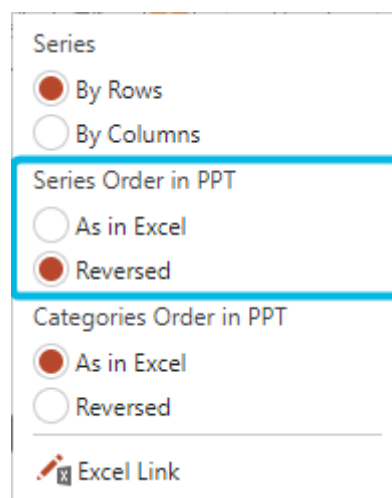 Series
By Rows
By Columns
Series Order in PPT
As in Excel
Reversed
Categories Order in PPT
As in Excel
Reversed
Excel Link